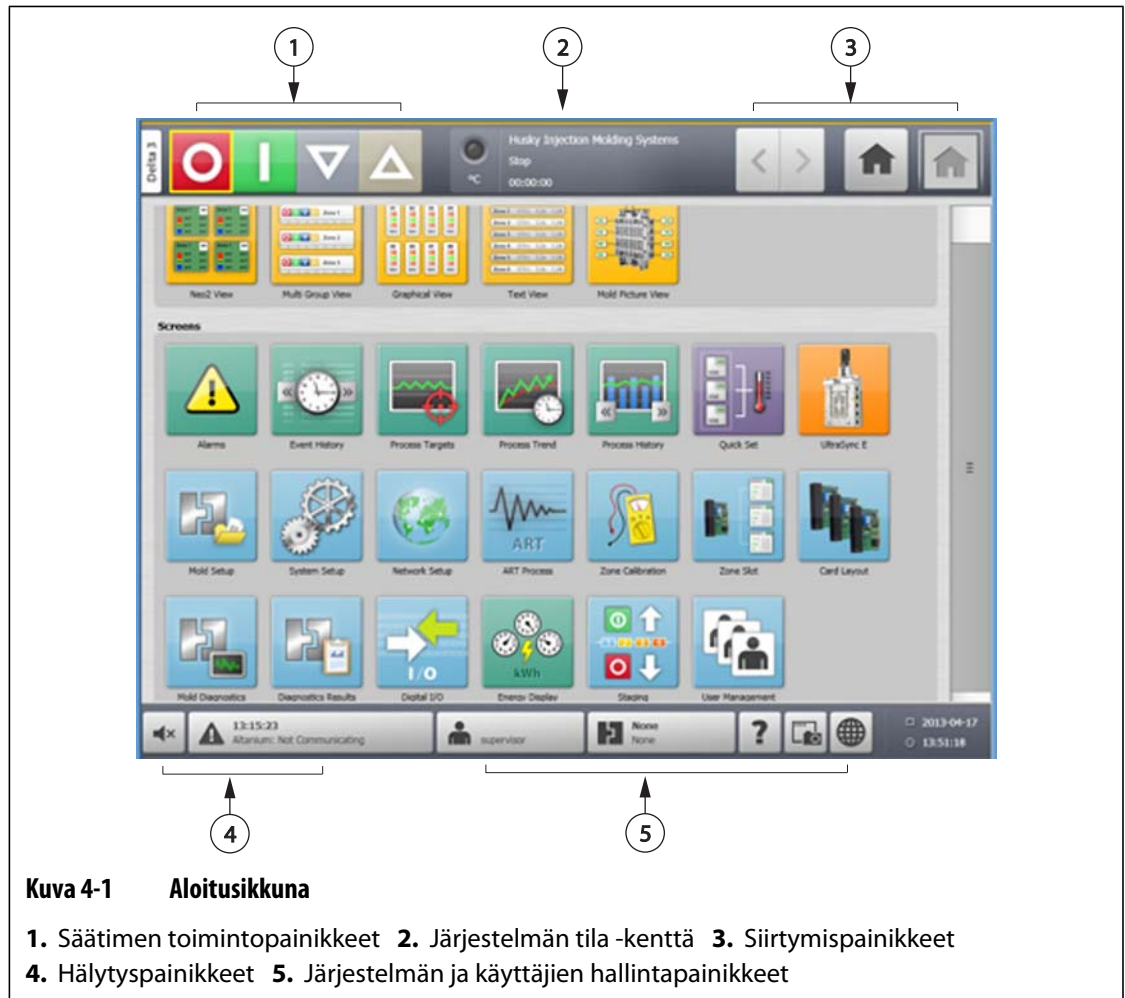 1 2 3
Delta 3
Husky Injection Molding Systems
Stop
°C 00:00:00
Neo2 View Multi Group View Graphical View Text View Mold Picture View
Screens
Alarms Event History Process Targets Process Trend Process History Quick Set UltraSync E
ART
Mold Setup System Setup Network Setup ART Process Zone Calibration Zone Slot Card Layout
I/O kWh
Mold Diagnostics Diagnostics Results Digital I/O Energy Display Staging User Management
13:15:23 None 2013-04-17
Altanium: Not Communicating supervisor None ? 13:51:18
4 5
Kuva 4-1 Aloitusikkuna
1. Säätimen toimintopainikkeet 2. Järjestelmän tila -kenttä 3. Siirtymispainikkeet
4. Hälytyspainikkeet 5. Järjestelmän ja käyttäjien hallintapainikkeet